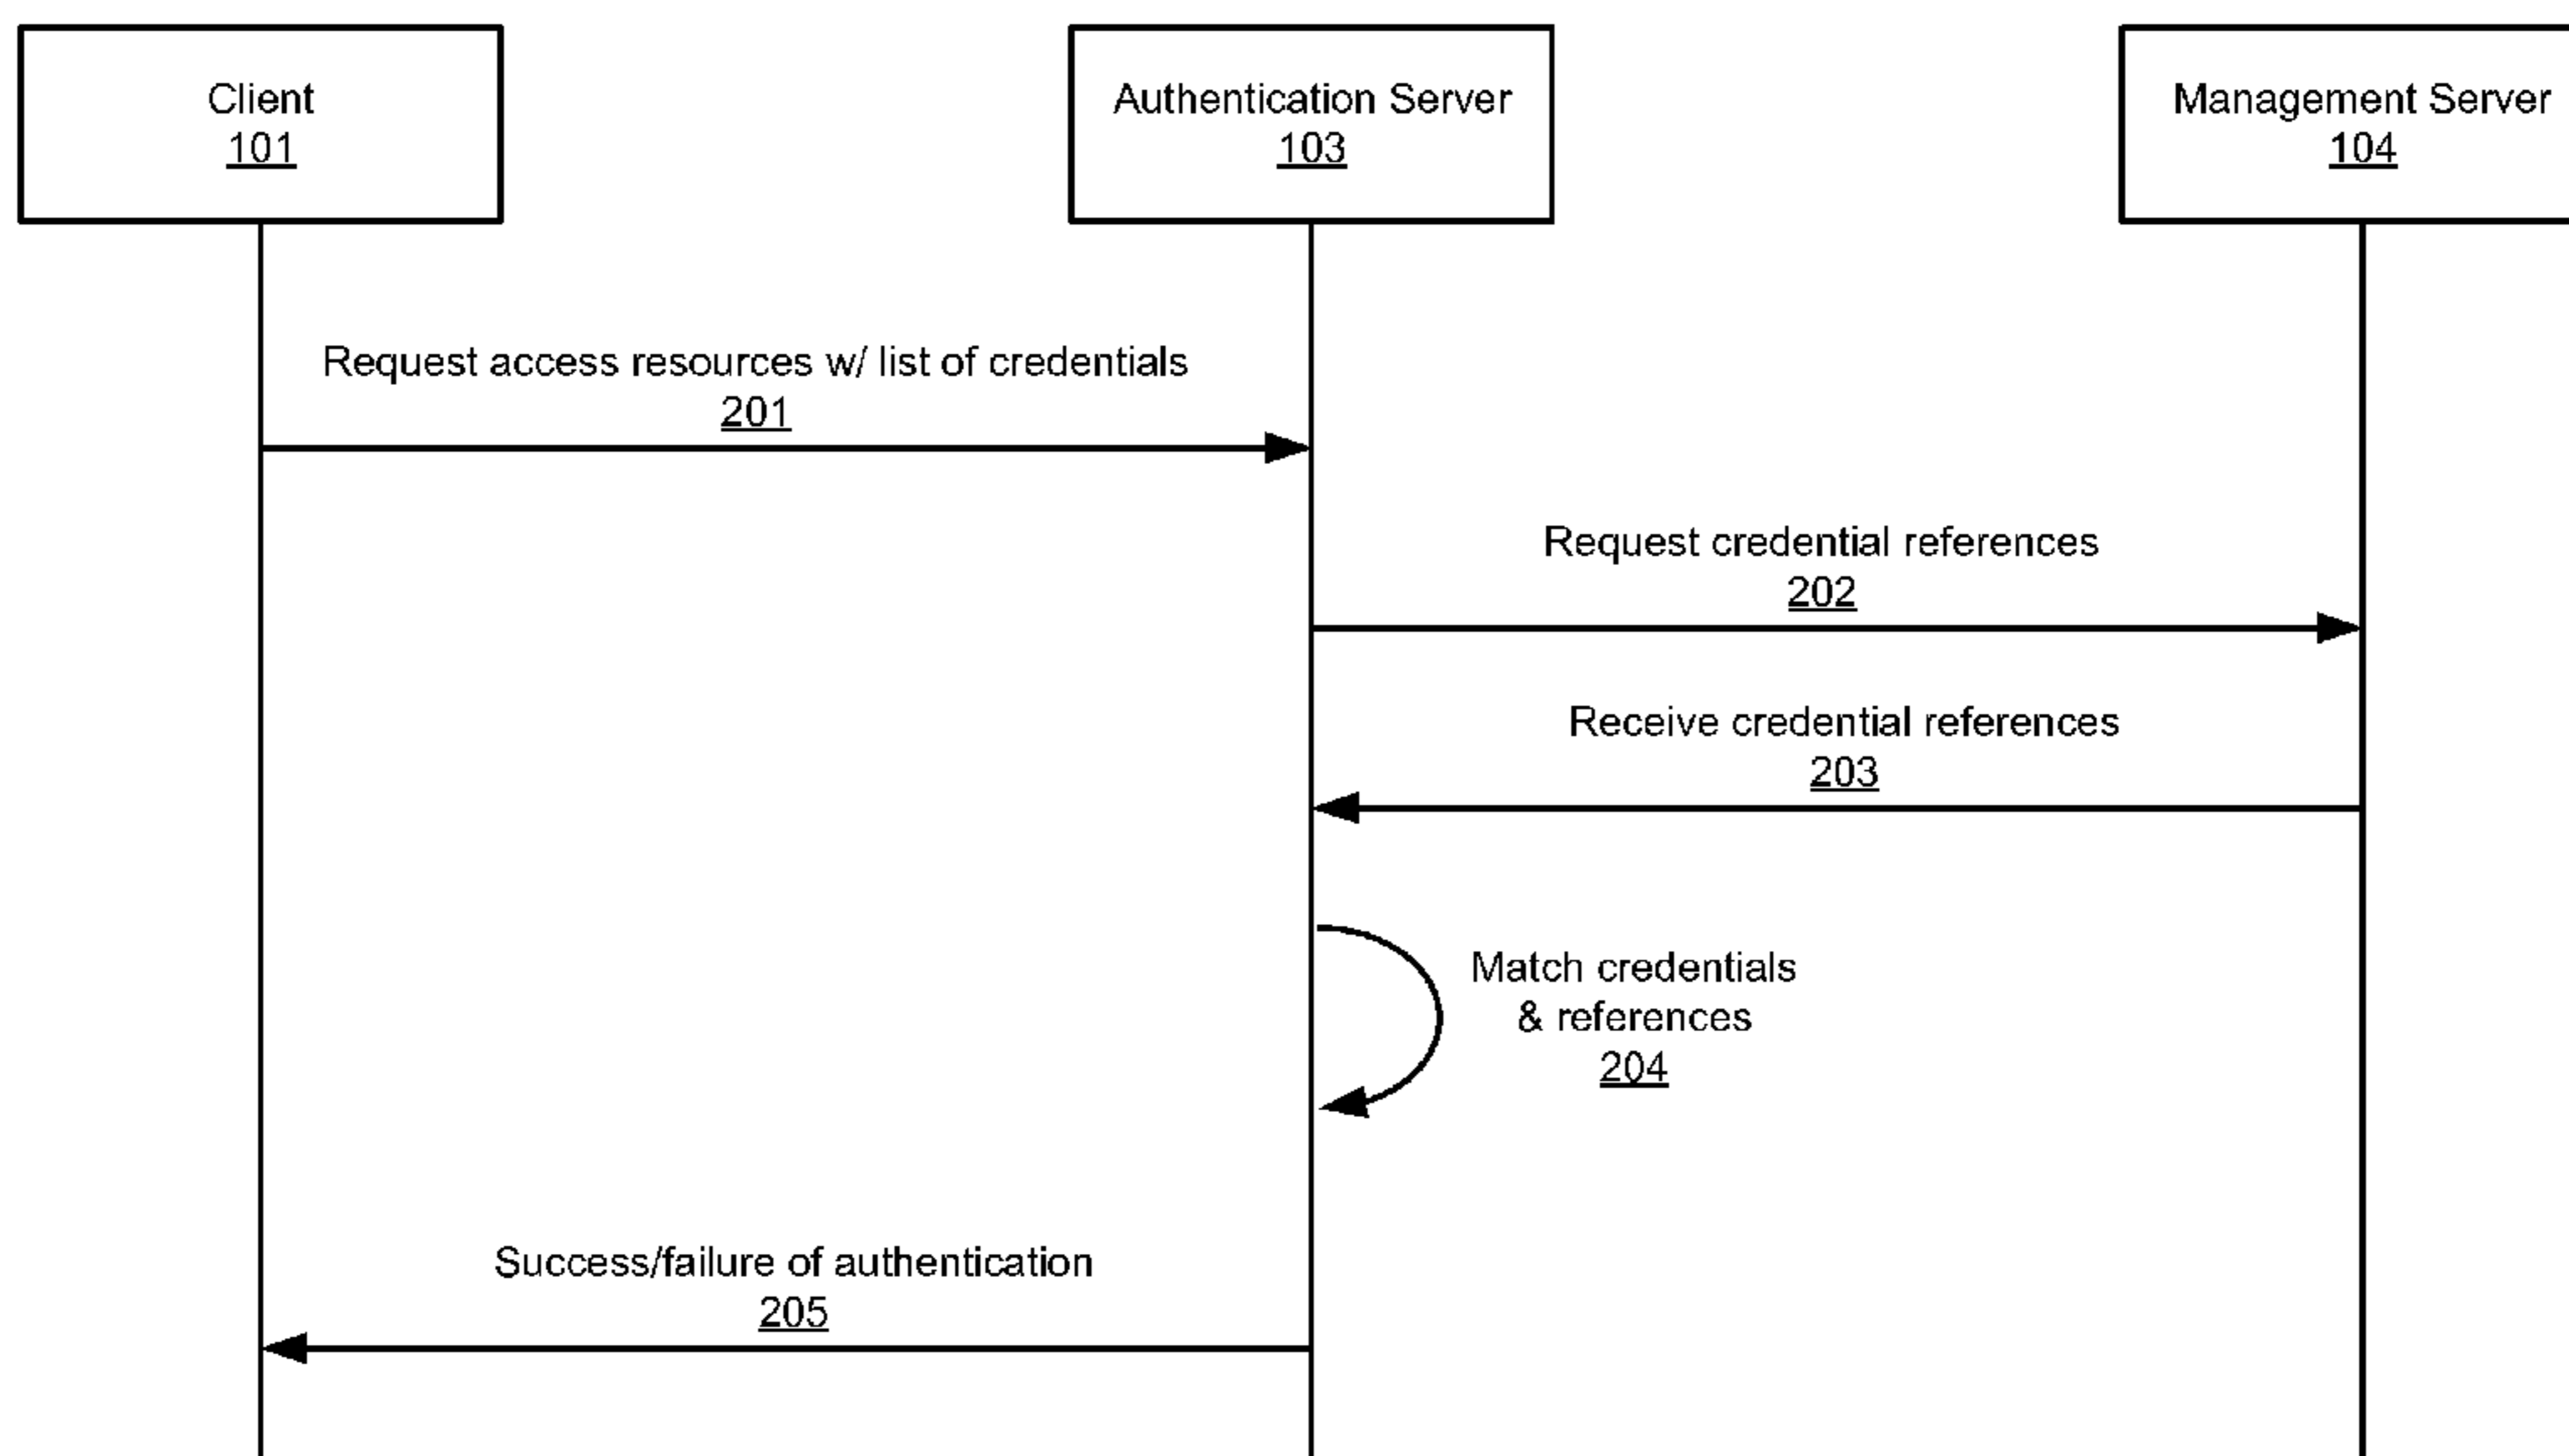 Client
101
Authentication Server
103
Management Server
104
Request access resources w/ list of credentials
201
Request credential references
202
Receive credential references
203
Match credentials
& references
204
Success/failure of authentication
205